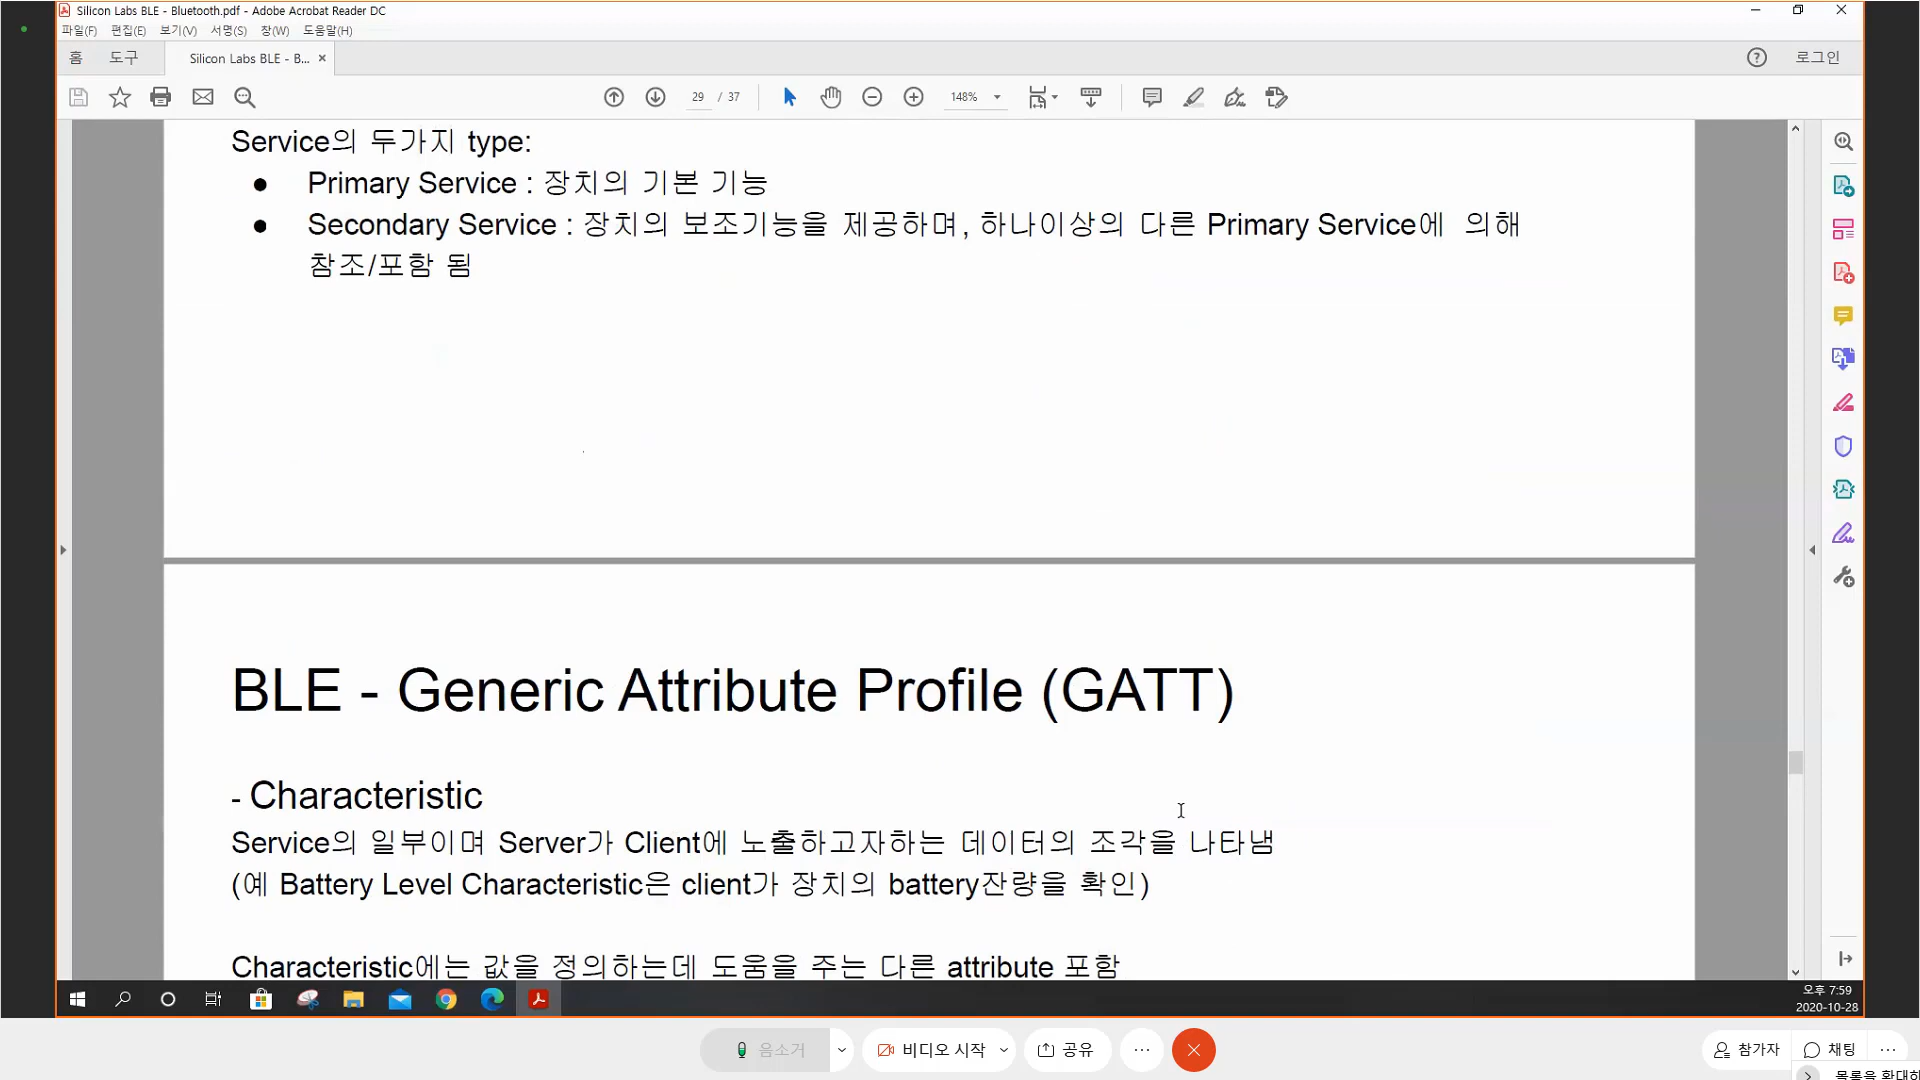 Silicon Labs BLE - Bluetooth.pdf - Adobe Acrobat Reader DC
파일(F) 편집(E) 보기(V) 서명(S) 창(W) 도움말(H)
홈 도구 Silicon Labs BLE - B... × 로그인
29 / 37 148%
Service의 두가지 type:
● Primary Service : 장치의 기본 기능
● Secondary Service : 장치의 보조기능을 제공하며, 하나이상의 다른 Primary Service에 의해
참조/포함 됨
BLE - Generic Attribute Profile (GATT)
- Characteristic
Service의 일부이며 Server가 Client에 노출하고자하는 데이터의 조각을 나타냄
(예 Battery Level Characteristic은 client가 장치의 battery잔량을 확인)
Characteristic에는 값을 정의하는데 도움을 주는 다른 attribute 포함
오후 7:59
2020-10-28
음소거 비디오 시작 공유 ... 참가자 채팅 ...